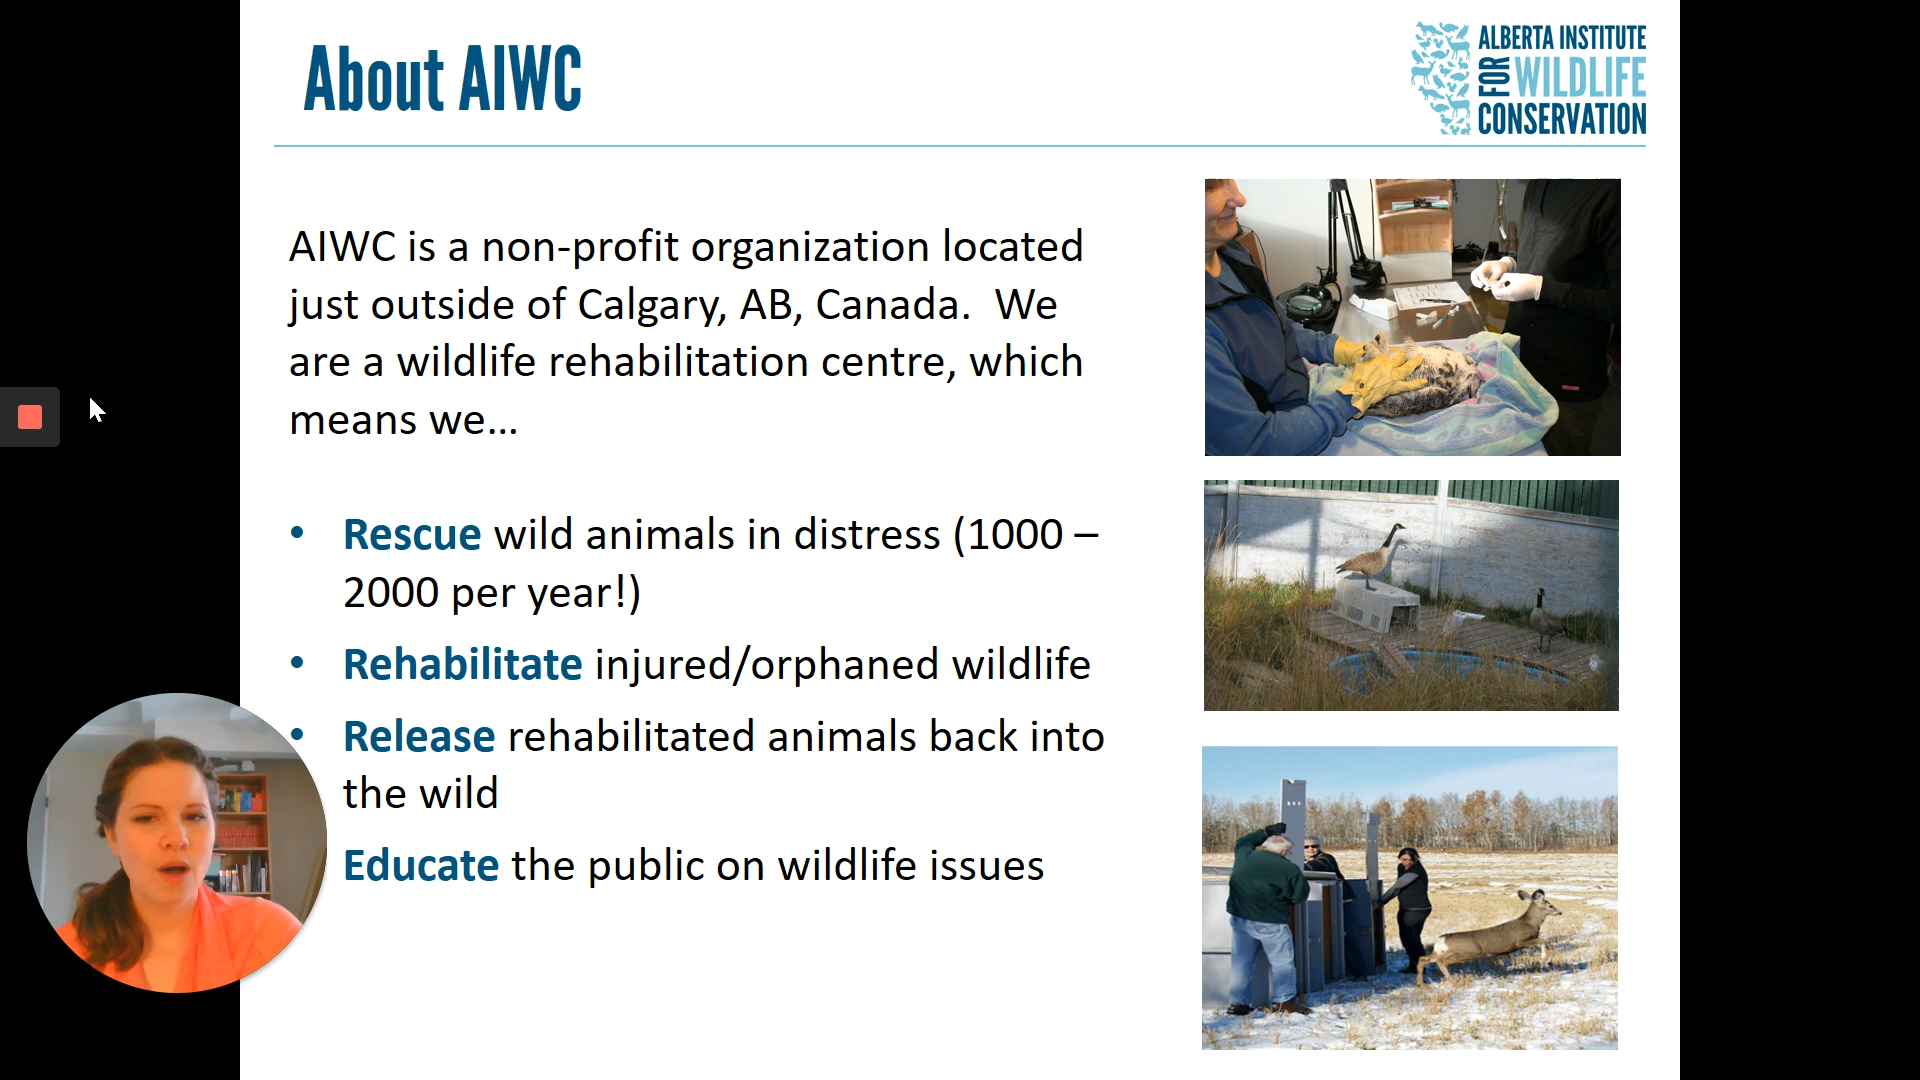 About AIWC
ALBERTA INSTITUTE
FOR WILDLIFE
CONSERVATION
AIWC is a non-profit organization located
just outside of Calgary, AB, Canada.  We
are a wildlife rehabilitation centre, which
means we…
• Rescue wild animals in distress (1000 –
2000 per year!)
• Rehabilitate injured/orphaned wildlife
• Release rehabilitated animals back into
the wild
Educate the public on wildlife issues